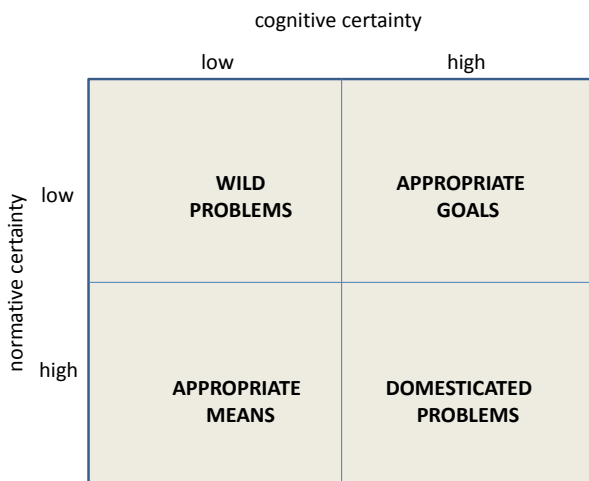 cognitive certainty
low high
normative certainty
low
WILD
PROBLEMS
APPROPRIATE
GOALS
high
APPROPRIATE
MEANS
DOMESTICATED
PROBLEMS